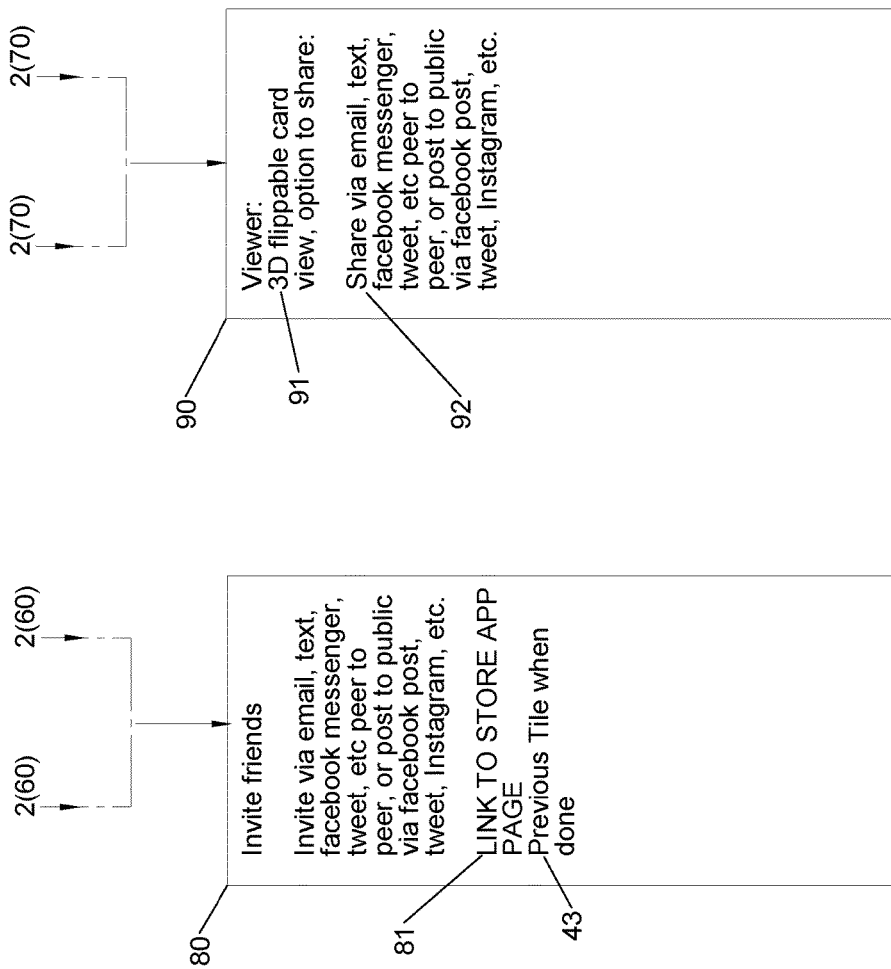 2(60)
2(60)
80
Invite friends
Invite via email, text,
facebook messenger,
tweet, etc peer to
peer, or post to public
via facebook post,
tweet, Instagram, etc.
81
LINK TO STORE APP
PAGE
Previous Tile when
done
43
2(70)
2(70)
90
Viewer:
3D flippable card
view, option to share:
91
Share via email, text,
facebook messenger,
tweet, etc peer to
peer, or post to public
via facebook post,
tweet, Instagram, etc.
92